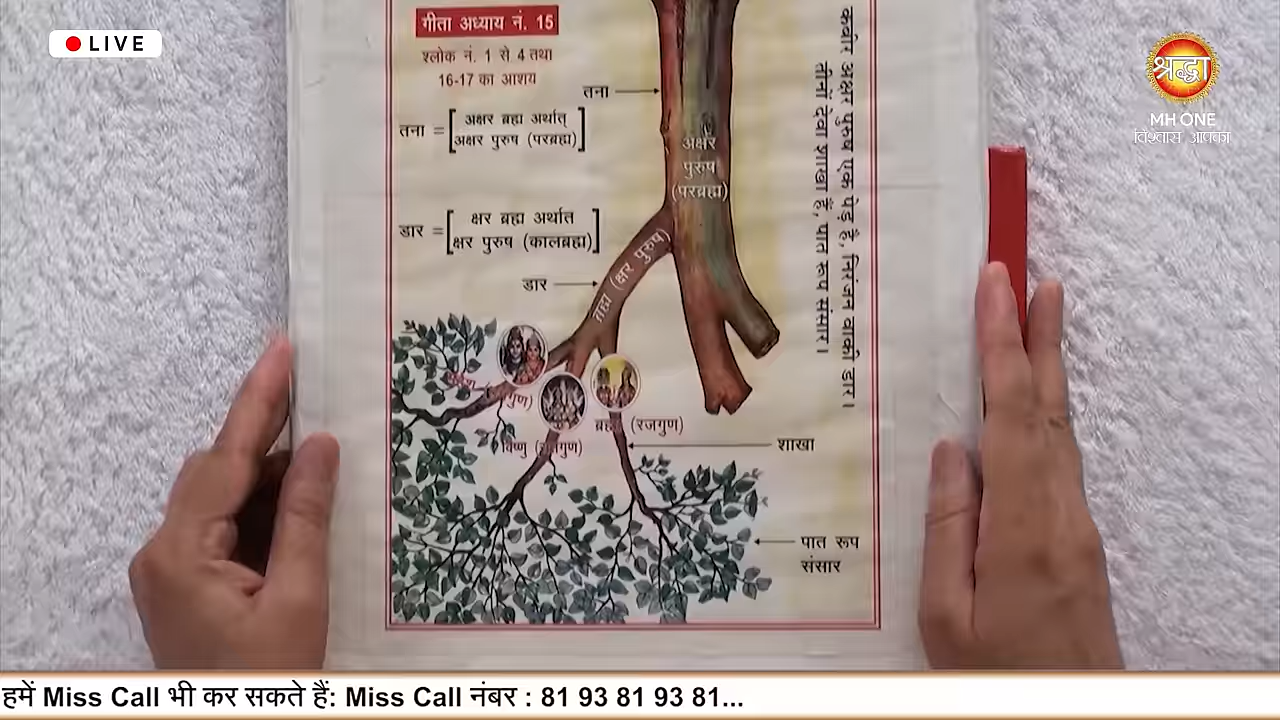 LIVE
श्रद्धा
MH ONE
विश्वास आपका
गीता अध्याय नं. 15
श्लोक नं. 1 से 4 तथा
16-17 का आशय
तना
तना = [अक्षर ब्रह्म अर्थात्
अक्षर पुरुष (परब्रह्म)]
अक्षर
पुरुष
(परब्रह्म)
डार = [क्षर ब्रह्म अर्थात
क्षर पुरुष (कालब्रह्म)]
डार
ब्रह्म (क्षर पुरुष)
कबीर अक्षर पुरुष एक पेड़ है, निरंजन वाकी डार।
तीनों देवा शाखा हैं, पात रूप संसार।
(रजगुण)
विष्णु
शाखा
पात रूप
संसार
हमें Miss Call भी कर सकते हैं: Miss Call नंबर : 81 93 81 93 81...